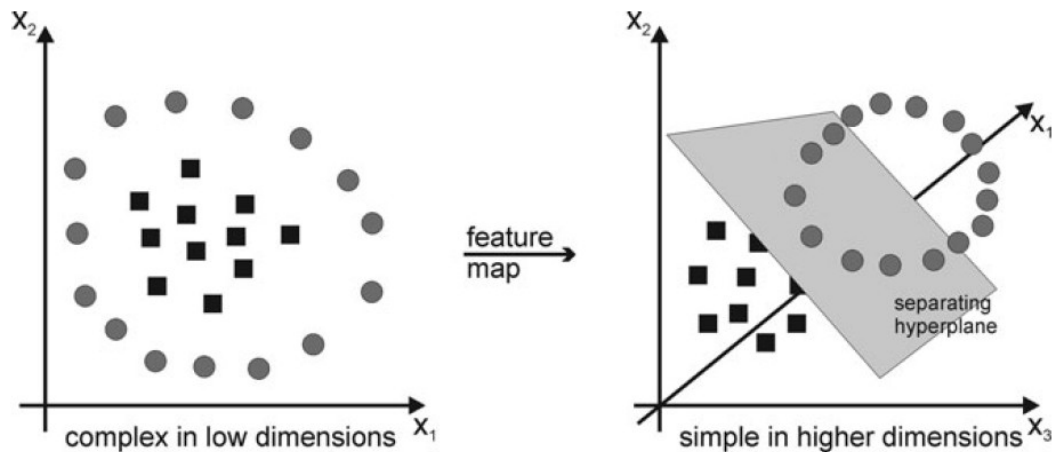 X₂
X₁
complex in low dimensions
feature
map
X₂
X₁
separating
hyperplane
X₃
simple in higher dimensions